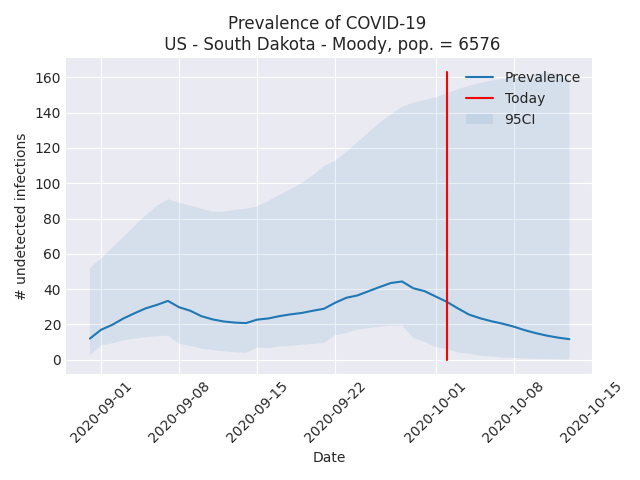 Prevalence of COVID-19
US - South Dakota - Moody, pop. = 6576
# undetected infections
160
140
120
100
80
60
40
20
0
Prevalence
Today
95CI
2020-09-01
2020-09-08
2020-09-15
2020-09-22
2020-10-01
2020-10-08
2020-10-15
Date